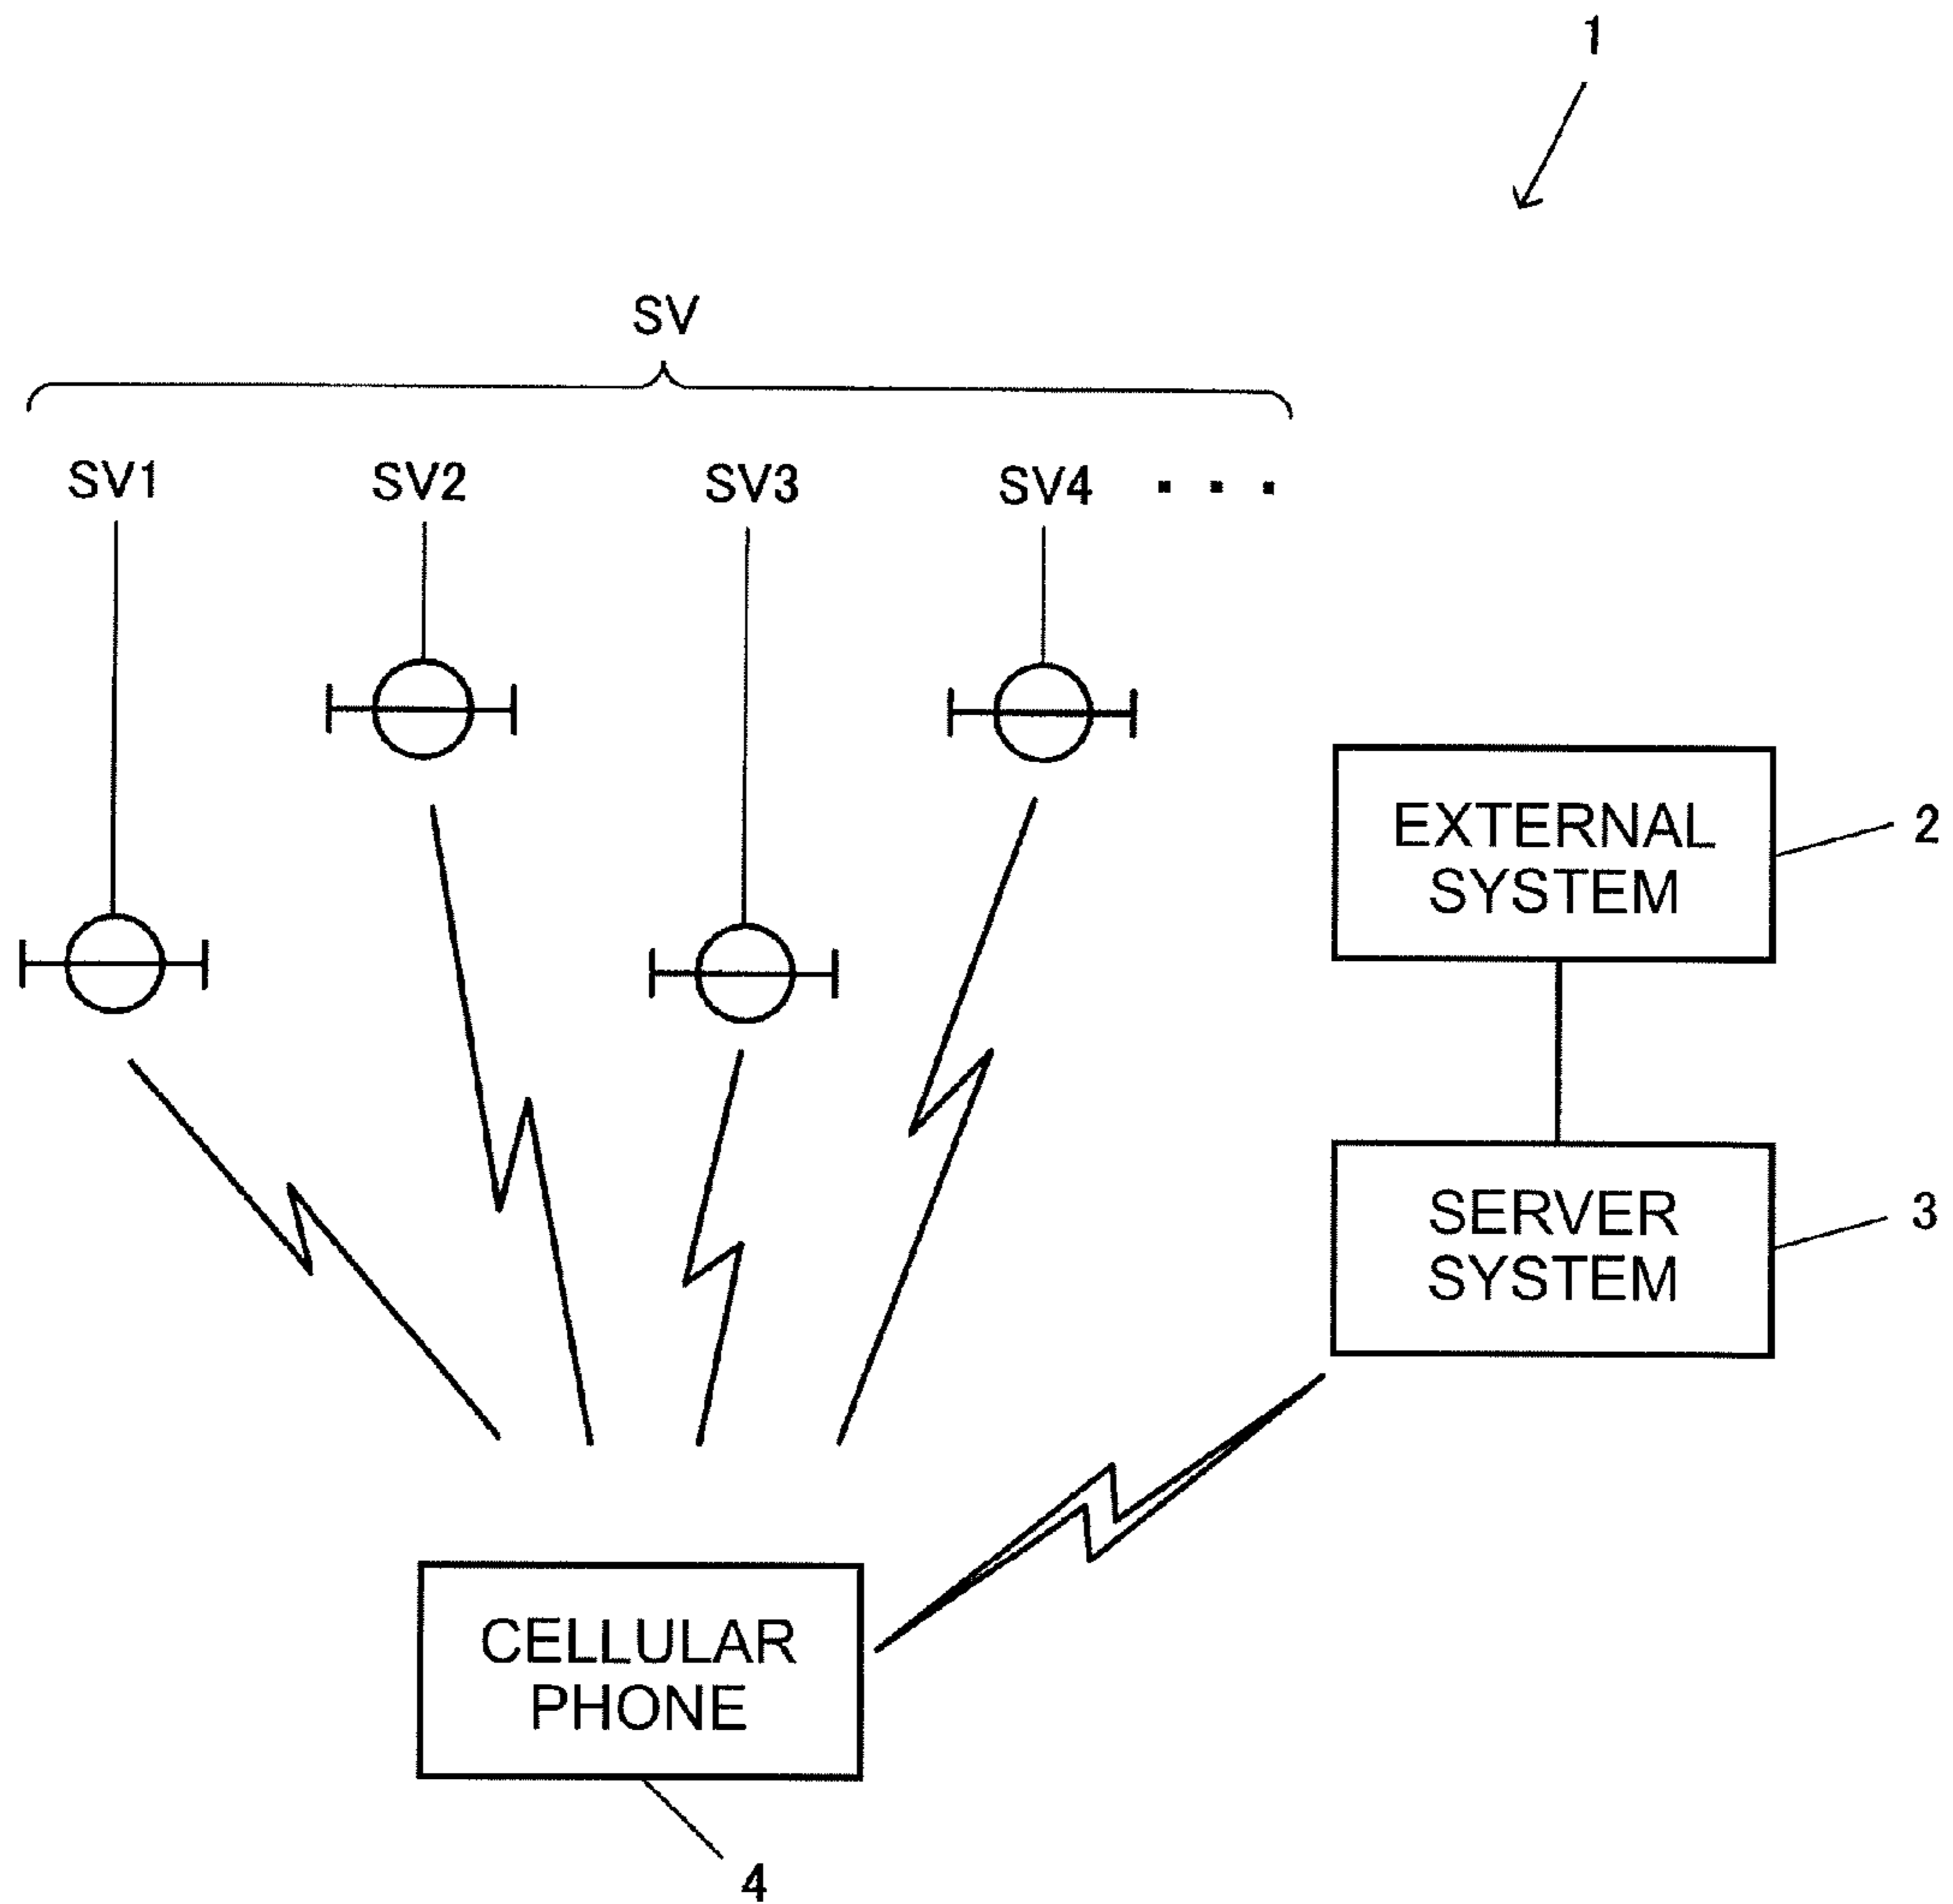 1
SV
SV1 SV2 SV3 SV4 ...
EXTERNAL
SYSTEM
2
SERVER
SYSTEM
3
CELLULAR
PHONE
4